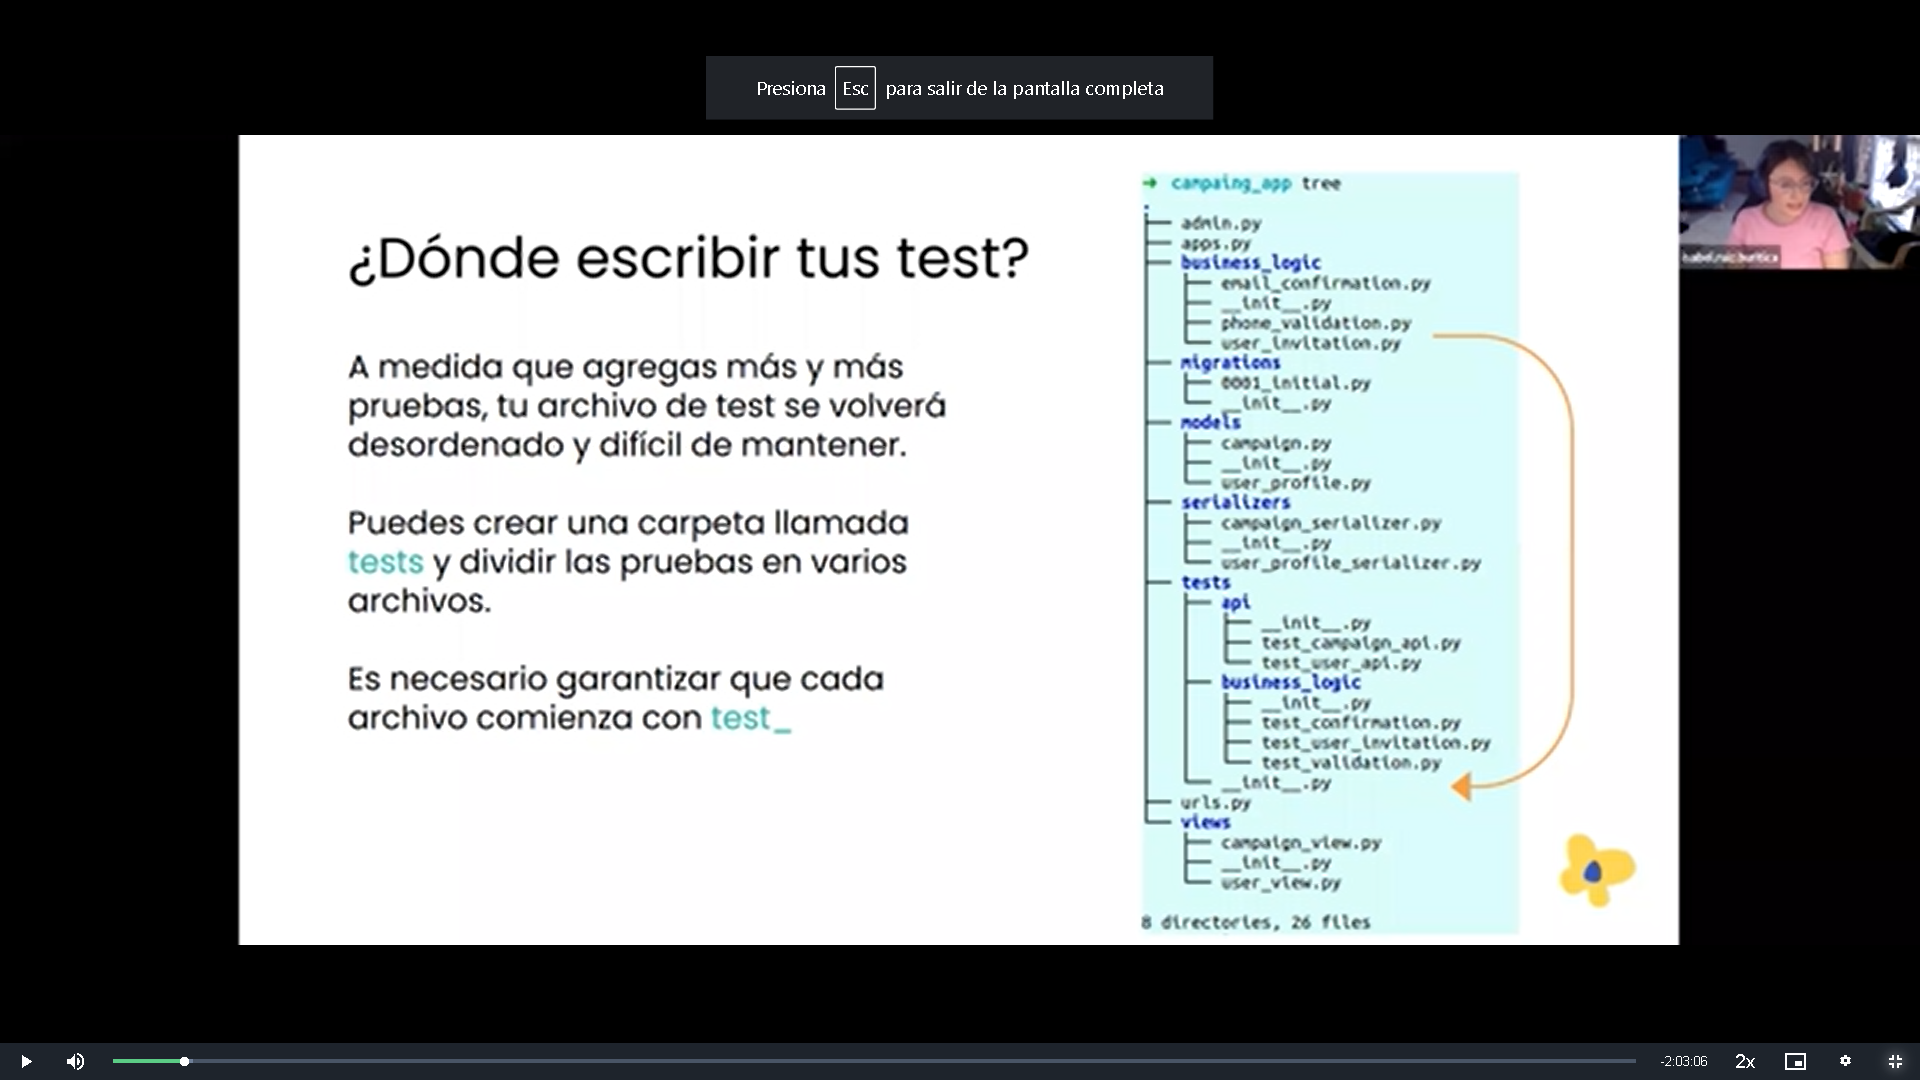 Presiona Esc para salir de la pantalla completa
¿Dónde escribir tus test?
A medida que agregas más y más
pruebas, tu archivo de test se volverá
desordenado y difícil de mantener.
Puedes crear una carpeta llamada
tests y dividir las pruebas en varios
archivos.
Es necesario garantizar que cada
archivo comienza con test_
→ campaing_app tree
.
├── admin.py
├── apps.py
├── business_logic
│   ├── email_confirmation.py
│   ├── __init__.py
│   ├── phone_validation.py
│   └── user_invitation.py
├── migrations
│   ├── 0001_initial.py
│   └── __init__.py
├── models
│   ├── campaign.py
│   ├── __init__.py
│   └── user_profile.py
├── serializers
│   ├── campaign_serializer.py
│   ├── __init__.py
│   └── user_profile_serializer.py
├── tests
│   ├── api
│   │   ├── __init__.py
│   │   ├── test_campaign_api.py
│   │   └── test_user_api.py
│   ├── business_logic
│   │   ├── __init__.py
│   │   ├── test_confirmation.py
│   │   ├── test_user_invitation.py
│   │   └── test_validation.py
│   └── __init__.py
├── urls.py
└── views
    ├── campaign_view.py
    ├── __init__.py
    └── user_view.py
8 directories, 26 files
-2:03:06
2x